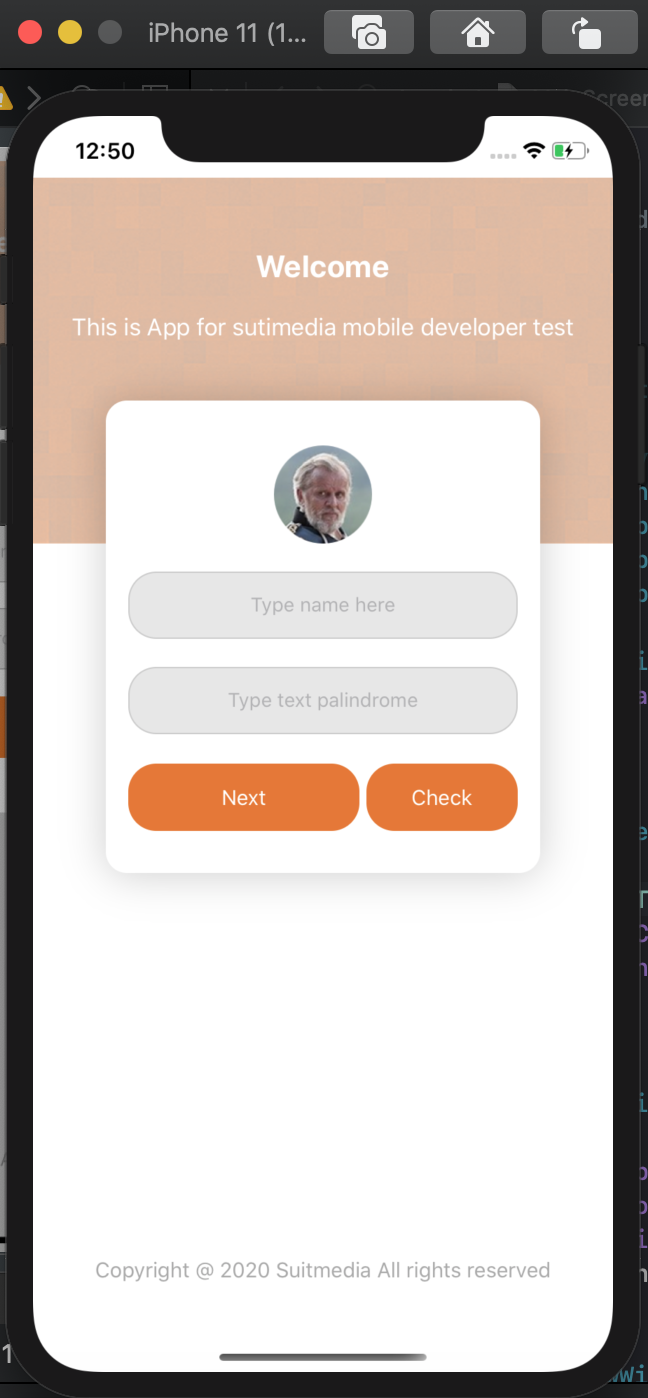 iPhone 11 (1...
Screen
12:50
Welcome
This is App for sutimedia mobile developer test
Type name here
Type text palindrome
Next
Check
Copyright @ 2020 Suitmedia All rights reserved